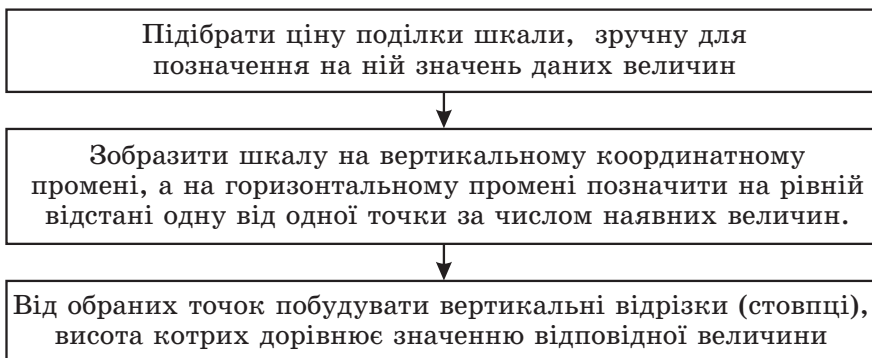 Підібрати ціну поділки шкали, зручну для
позначення на ній значень даних величин
Зобразити шкалу на вертикальному координатному
промені, а на горизонтальному промені позначити на рівній
відстані одну від одної точки за числом наявних величин.
Від обраних точок побудувати вертикальні відрізки (стовпці),
висота котрих дорівнює значенню відповідної величини